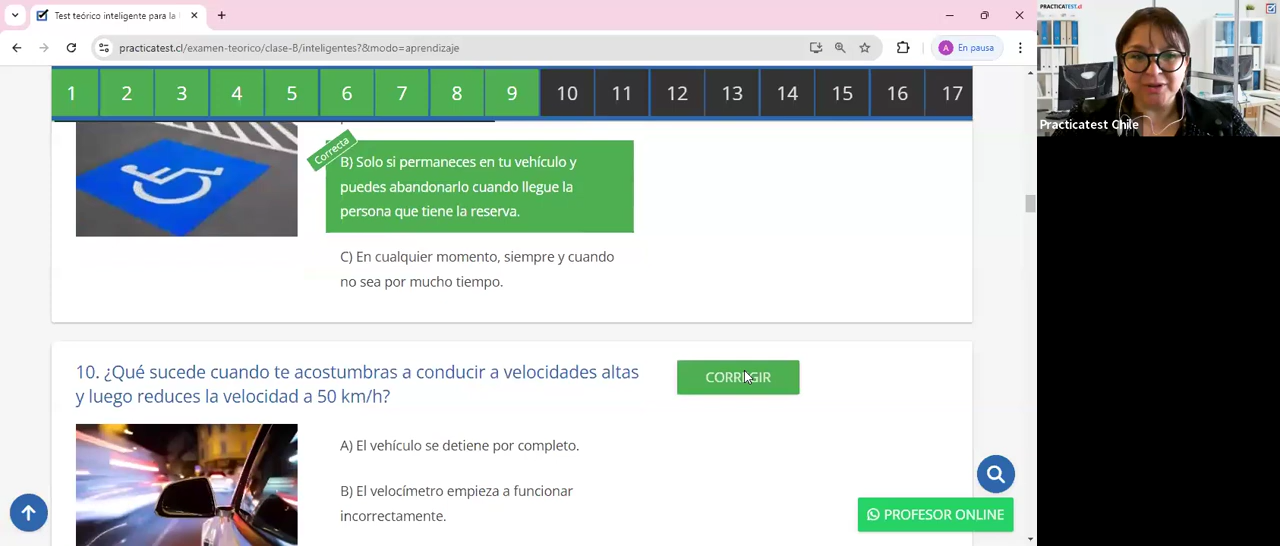 Test teórico inteligente para la
practicatest.cl/examen-teorico/clase-B/inteligentes?&modo=aprendizaje
A
En pausa
PRACTICATEST.cl
Practicatest Chile
1 2 3 4 5 6 7 8 9 10 11 12 13 14 15 16 17
Correcta
B) Solo si permaneces en tu vehículo y
puedes abandonarlo cuando llegue la
persona que tiene la reserva.
C) En cualquier momento, siempre y cuando
no sea por mucho tiempo.
10. ¿Qué sucede cuando te acostumbras a conducir a velocidades altas
y luego reduces la velocidad a 50 km/h?
CORREGIR
A) El vehículo se detiene por completo.
B) El velocímetro empieza a funcionar
incorrectamente.
PROFESOR ONLINE